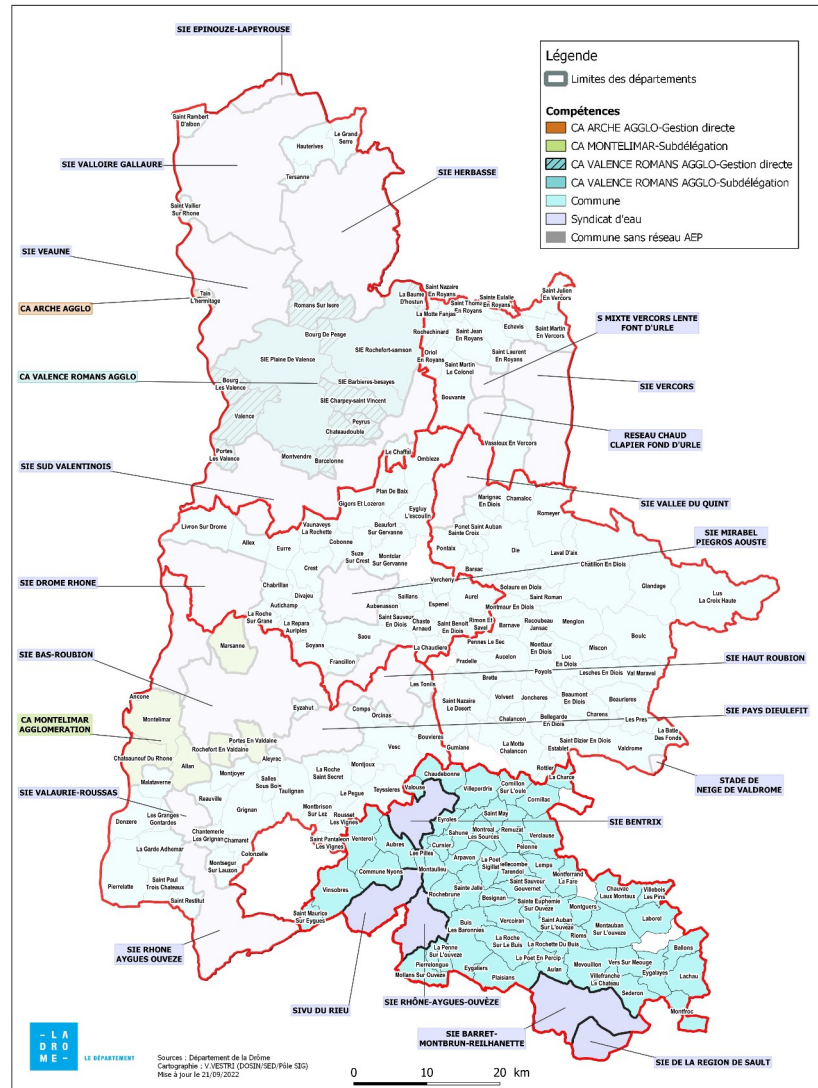 SIE EPINOUZE-LAPEYROUSE
Légende
Limites des départements
Compétences
CA ARCHE AGGLO-Gestion directe
CA MONTELIMAR-Subdélégation
CA VALENCE ROMANS AGGLO-Gestion directe
CA VALENCE ROMANS AGGLO-Subdélégation
Commune
Syndicat d'eau
Commune sans réseau AEP
Saint Rambert
D'albon
Hauterives
Le Grand
Serre
Tersanne
SIE VALLOIRE GALLAURE
SIE HERBASSE
Saint Vallier
Sur Rhone
SIE VEAUNE
Tain
L'hermitage
CA ARCHE AGGLO
Romans Sur Isere
La Baume
D'hostun
Saint Nazaire
En Royans
Saint Thomas
En Royans
Sainte Eulalie
En Royans
Saint Julien
En Vercors
La Motte Fanjas
Rochechinard
Saint Jean
En Royans
Echevis
Saint Martin
En Vercors
S MIXTE VERCORS LENTE
FONT D'URLE
Bourg De Peage
SIE Rochefort-samson
SIE Plaine De Valence
Oriol
En Royans
Saint Laurent
En Royans
Saint Martin
Le Colonel
CA VALENCE ROMANS AGGLO
Bourg
Les Valence
SIE Barbieres-besayes
SIE Charpey-saint Vincent
Bouvante
SIE VERCORS
Valence
Peyrus
Chateaudouble
RESEAU CHAUD
CLAPIER FOND D'URLE
Vassieux En Vercors
Portes
Les Valence
Montvendre
Barcelonne
Le Chaffal
Ombleze
SIE SUD VALENTINOIS
SIE VALLEE DU QUINT
Plan De Baix
Gigors Et Lozeron
Eygluy
L'escoulin
Marignac
En Diois
Chamaloc
Romeyer
Livron Sur Drome
Allex
Eurre
Vaunaveys
La Rochette
Cobonne
Beaufort
Sur Gervanne
Suze
Sur Crest
Montclar
Sur Gervanne
Crest
Ponet Saint Auban
Sainte Croix
Pontaix
Die
Laval D'aix
Barsac
Chatillon En Diois
SIE MIRABEL
PIEGROS AOUSTE
SIE DROME RHONE
Chabrillan
Divajeu
Autichamp
La Roche
Sur Grane
La Repara
Auriples
Soyans
Saou
Francillon
Vercheny
Saillans
Aubenasson
Espenel
Aurel
Saint Sauveur
En Diois
Chaste
Arnaud
Saint Benoit
En Diois
Rimon Et
Savel
La Chaudiere
Solaure en Diois
Saint Roman
Montmaur En Diois
Barnave
Recoubeau
Jansac
Menglon
Glandage
Lus
La Croix Haute
Boulc
Pennes Le Sec
Pradelle
Aucelon
Montlaur
En Diois
Luc
En Diois
Miscon
Brette
Poyols
Lesches En Diois
Val Maravel
Marsanne
SIE BAS-ROUBION
SIE HAUT ROUBION
Les Tonils
Saint Nazaire
Le Desert
Volvent
Joncheres
Beaumont
En Diois
Beaurieres
Chalancon
Bellegarde
En Diois
Charens
Les Pres
SIE PAYS DIEULEFIT
Ancone
Montelimar
CA MONTELIMAR
AGGLOMERATION
Chateauneuf Du Rhone
Allan
Malataverne
Portes En Valdaine
Rochefort En Valdaine
Eyzahut
Comps
Orcinas
Bouvieres
Vesc
Gumiane
La Motte
Chalancon
Saint Dizier En Diois
Establet
Valdrome
La Batie
Des Fonds
STADE DE
NEIGE DE VALDROME
Aleyrac
Montjoyer
Salles
Sous Bois
La Roche
Saint Secret
Montjoux
Le Pegue
Teyssieres
Taulignan
Reauville
Grignan
Montbrison
Sur Lez
Rousset
Les Vignes
Saint Pantaleon
Les Vignes
SIE VALAURIE-ROUSSAS
Donzere
Les Granges
Gontardes
Chantemerle
Les Grignan
Chamaret
Colonzelle
Montsegur
Sur Lauzon
La Garde Adhemar
Pierrelatte
Saint Paul
Trois Chateaux
Saint Restitut
SIE RHONE
AYGUES OUVEZE
Chaudebonne
Valouse
Villeperdrix
Cornillon
Sur L'oule
Rottier
La Charce
Cornillac
SIE BENTRIX
Eyroles
Saint May
Sahune
Montreal
Les Sources
Remuzat
Verclause
Pelonne
Venterol
Aubres
Les Pilles
Curnier
Commune Nyons
Montaulieu
Arpavon
Le Poet
Sigillat
Bellecombe
Tarendol
Lemps
Montferrand
La Fare
Saint Sauveur
Gouvernet
Vinsobres
Rochebrune
Sainte Jalle
Besignan
Sainte Euphemie
Sur Ouveze
Montguers
Chauvac
Laux Montaux
Villebois
Les Pins
Laborel
Saint Maurice
Sur Eygues
Buis
Les Baronnies
Vercoiran
Saint Auban
Sur L'ouveze
Montauban
Sur L'ouveze
Rioms
La Roche
Sur Le Buis
La Rochette Du Buis
La Penne
Sur L'ouveze
Pierrelongue
Mollans Sur Ouveze
Eygaliers
Plaisians
Le Poet En Percip
Aulan
Mevouillon
Vers Sur Meouge
Villefranche
Le Chateau
Eygalayes
Ballons
Lachau
Sederon
Montfroc
SIVU DU RIEU
SIE RHÔNE-AYGUES-OUVÈZE
SIE BARRET-
MONTBRUN-REILHANETTE
SIE DE LA REGION DE SAULT
- LA
DRO
ME -
LE DÉPARTEMENT
Sources : Département de la Drôme
Cartographie : V.VESTRI (DOSIN/SED/Pôle SIG)
Mise à jour le 21/09/2022
0 10 20 km